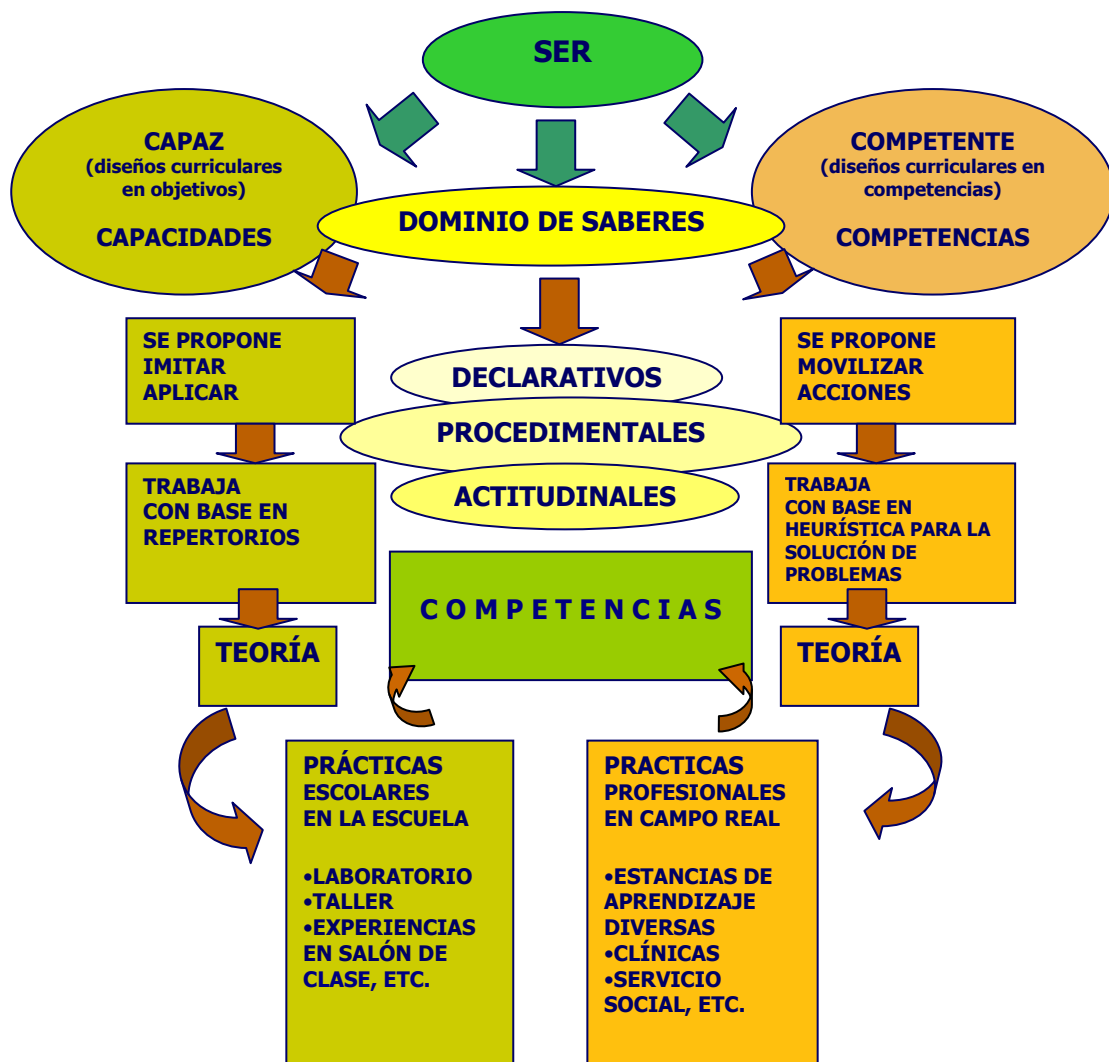 SER
CAPAZ
(diseños curriculares
en objetivos)
CAPACIDADES
DOMINIO DE SABERES
COMPETENTE
(diseños curriculares en
competencias)
COMPETENCIAS
SE PROPONE
IMITAR
APLICAR
DECLARATIVOS
PROCEDIMENTALES
ACTITUDINALES
SE PROPONE
MOVILIZAR
ACCIONES
TRABAJA
CON BASE EN
REPERTORIOS
TRABAJA
CON BASE EN
HEURÍSTICA PARA LA
SOLUCIÓN DE
PROBLEMAS
C O M P E T E N C I A S
TEORÍA
TEORÍA
PRÁCTICAS
ESCOLARES
EN LA ESCUELA
•LABORATORIO
•TALLER
•EXPERIENCIAS
EN SALÓN DE
CLASE, ETC.
PRACTICAS
PROFESIONALES
EN CAMPO REAL
•ESTANCIAS DE
APRENDIZAJE
DIVERSAS
•CLÍNICAS
•SERVICIO
SOCIAL, ETC.